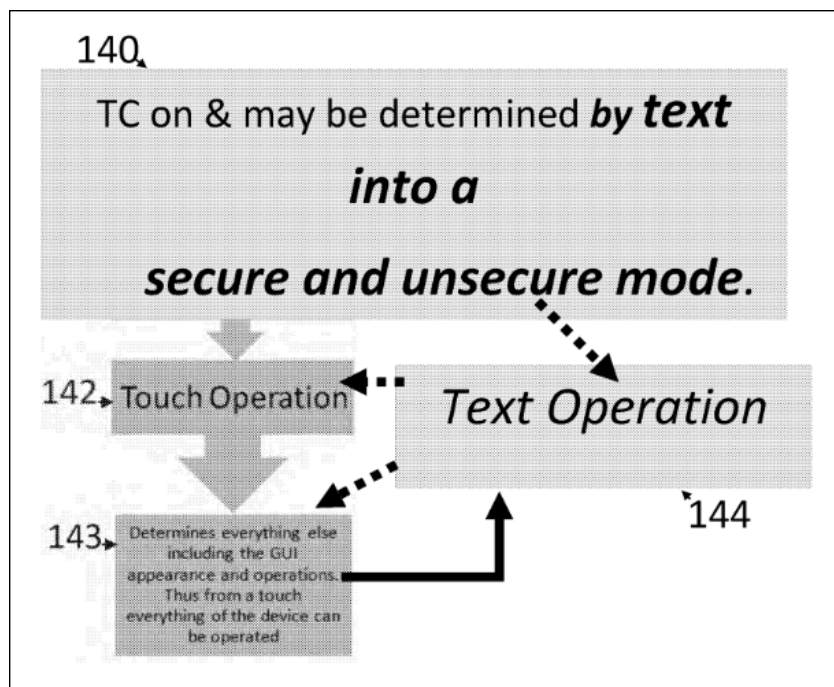 140
TC on & may be determined by text
into a
secure and unsecure mode.
142
Touch Operation
Text Operation
144
143
Determines everything else
including the GUI
appearance and operations.
Thus from a touch
everything of the device can
be operated